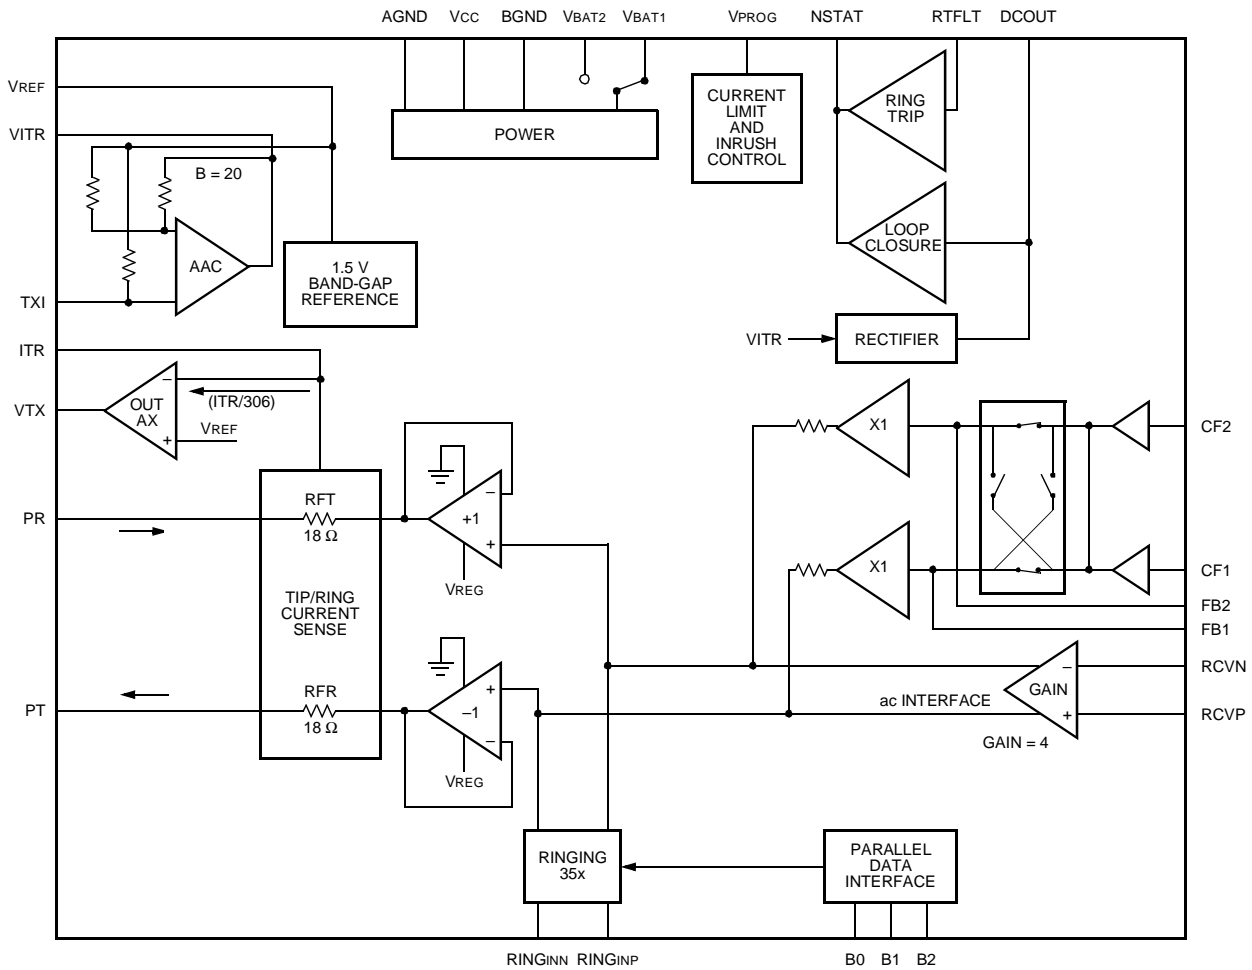 AGND VCC BGND VBAT2 VBAT1 VPROG NSTAT RTFLT DCOUT
VREF
VITR
B = 20
AAC
TXI
1.5 V
BAND-GAP
REFERENCE
POWER
CURRENT
LIMIT
AND
INRUSH
CONTROL
RING
TRIP
LOOP
CLOSURE
VITR
RECTIFIER
ITR
–
(ITR/306)
VTX
OUT
AX
+
VREF
X1
CF2
PR
RFT
18 Ω
–
+1
+
VREG
TIP/RING
CURRENT
SENSE
X1
CF1
FB2
FB1
PT
RFR
18 Ω
+
–1
–
VREG
–
GAIN
+
ac INTERFACE
GAIN = 4
RCVN
RCVP
RINGING
35x
PARALLEL
DATA
INTERFACE
RINGINN RINGINP B0 B1 B2